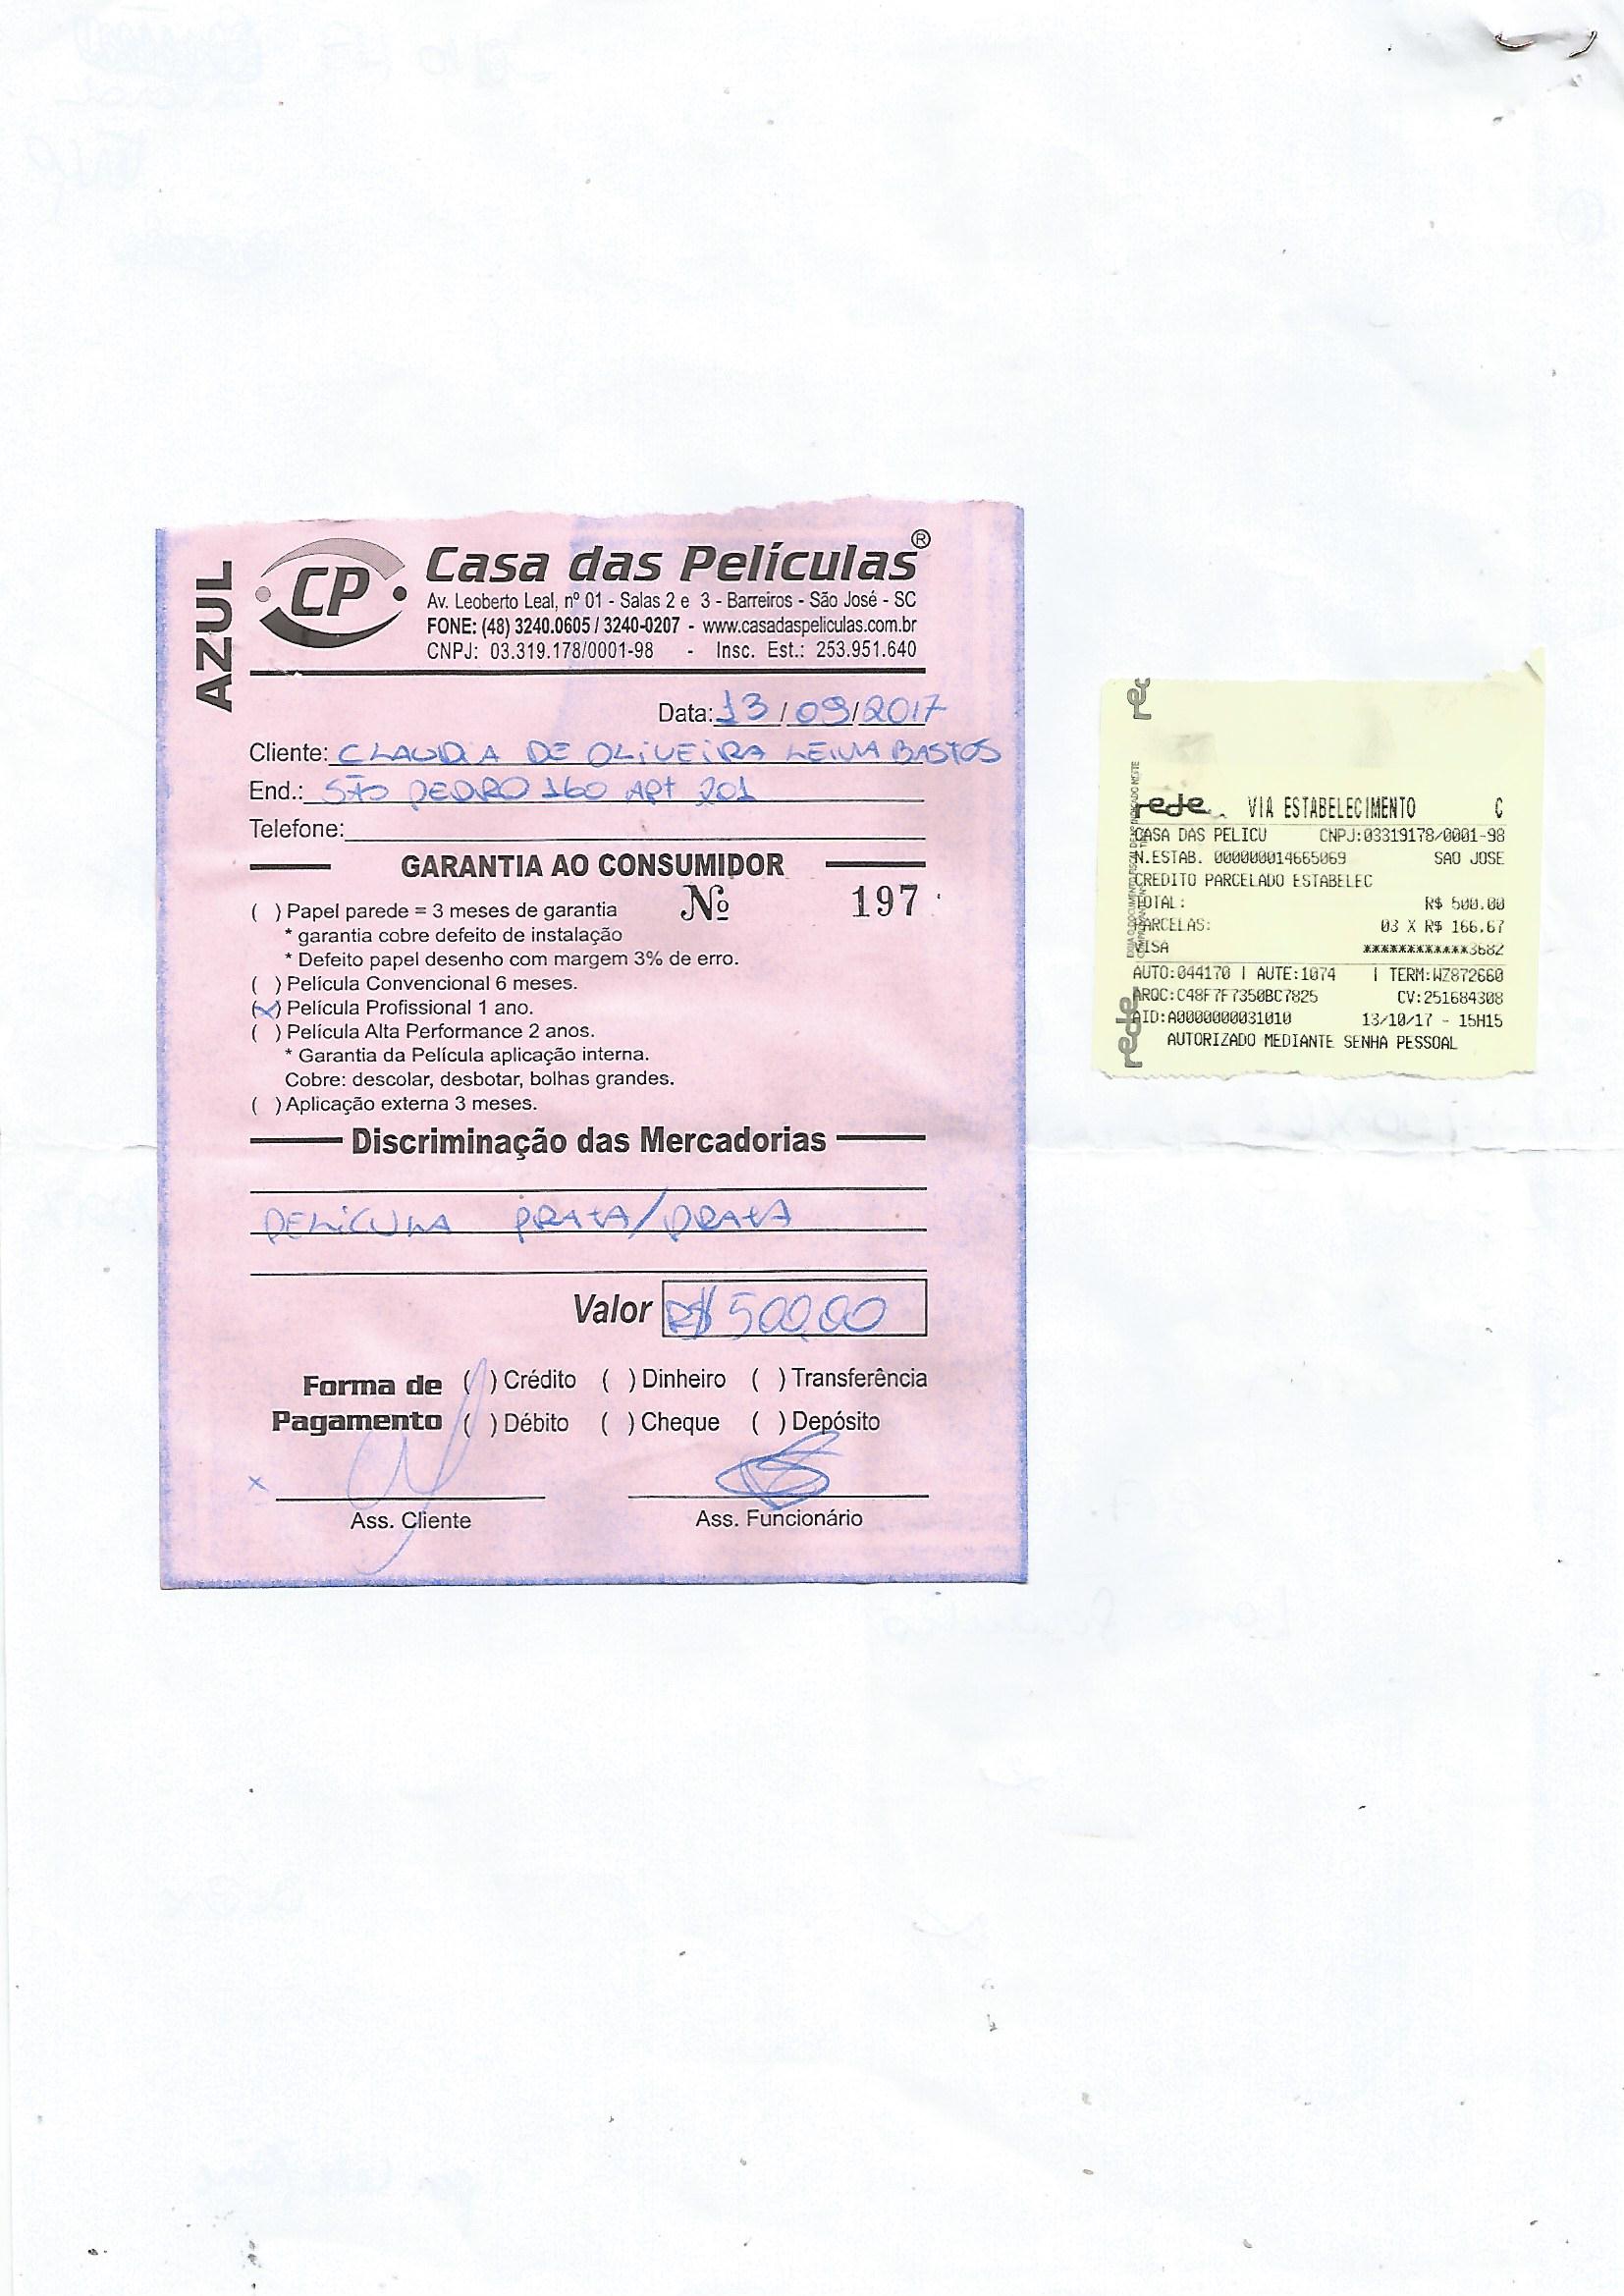 AZUL
CP
Casa das Películas®
Av. Leoberto Leal, nº 01 - Salas 2 e 3 - Barreiros - São José - SC
FONE: (48) 3240.0605 / 3240-0207 - www.casadaspeliculas.com.br
CNPJ: 03.319.178/0001-98 - Insc. Est.: 253.951.640
Data: 13/09/2017
Cliente: CLAUDIA DE OLIVEIRA LEIVA BASTOS
End.: SÃO PEDRO 160 APT 201
Telefone:
GARANTIA AO CONSUMIDOR
Nº 197
( ) Papel parede = 3 meses de garantia
* garantia cobre defeito de instalação
* Defeito papel desenho com margem 3% de erro.
( ) Película Convencional 6 meses.
(x) Película Profissional 1 ano.
( ) Película Alta Performance 2 anos.
* Garantia da Película aplicação interna.
Cobre: descolar, desbotar, bolhas grandes.
( ) Aplicação externa 3 meses.
Discriminação das Mercadorias
PELICULA PRATA/PRATA
Valor R$ 500,00
Forma de Pagamento
( ) Crédito ( ) Dinheiro ( ) Transferência
( ) Débito ( ) Cheque ( ) Depósito
x
Ass. Cliente
Ass. Funcionário
rede VIA ESTABELECIMENTO C
CASA DAS PELICU CNPJ:03319178/0001-98
N.ESTAB. 000000014665069 SAO JOSE
CREDITO PARCELADO ESTABELEC
TOTAL: R$ 500.00
PARCELAS: 03 X R$ 166.67
VISA ************3682
AUTO:044170 | AUTE:1074 | TERM:WZ872660
ARQC:C48F7F7350BC7825 CV:251684308
AID:A0000000031010 13/10/17 - 15H15
AUTORIZADO MEDIANTE SENHA PESSOAL
rede